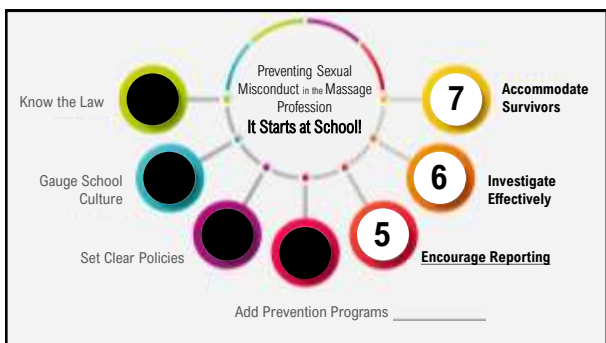 Preventing Sexual
Misconduct in the Massage
Profession
It Starts at School!
Know the Law
Gauge School
Culture
Set Clear Policies
Add Prevention Programs
5
Encourage Reporting
6
Investigate
Effectively
7
Accommodate
Survivors